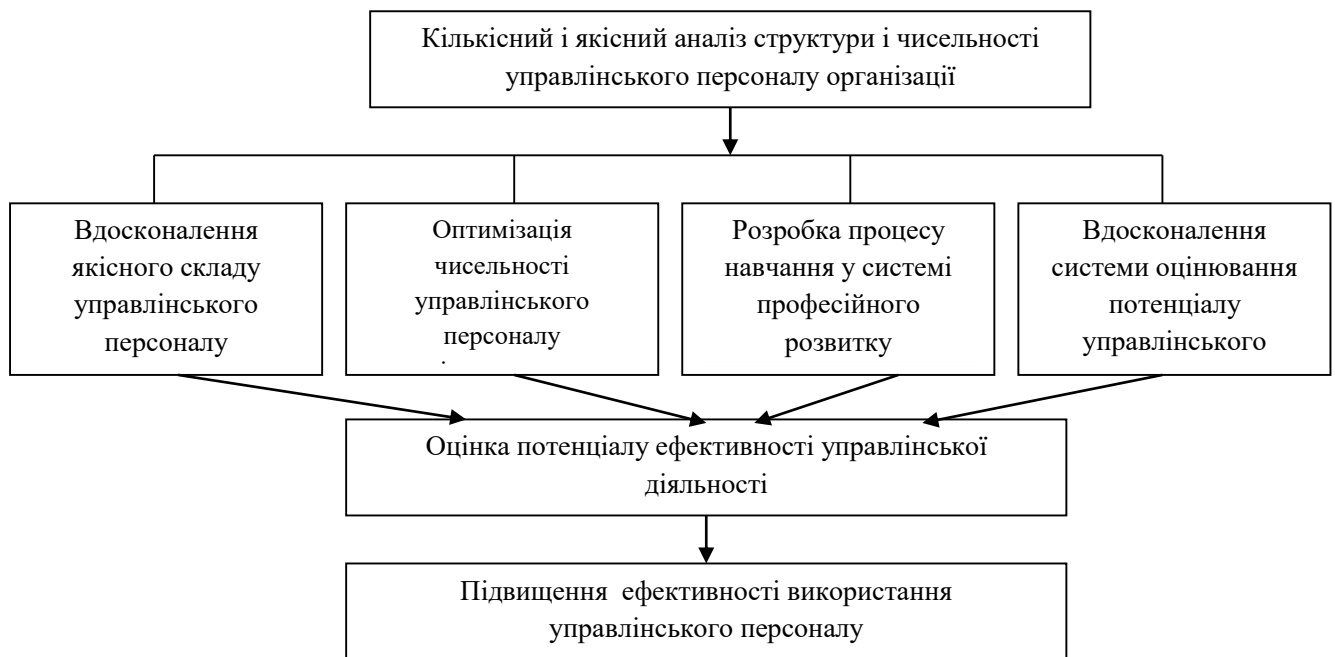 Кількісний і якісний аналіз структури і чисельності
управлінського персоналу організації
Вдосконалення
якісного складу
управлінського
персоналу
Оптимізація
чисельності
управлінського
персоналу
Розробка процесу
навчання у системі
професійного
розвитку
Вдосконалення
системи оцінювання
потенціалу
управлінського
Оцінка потенціалу ефективності управлінської
діяльності
Підвищення ефективності використання
управлінського персоналу